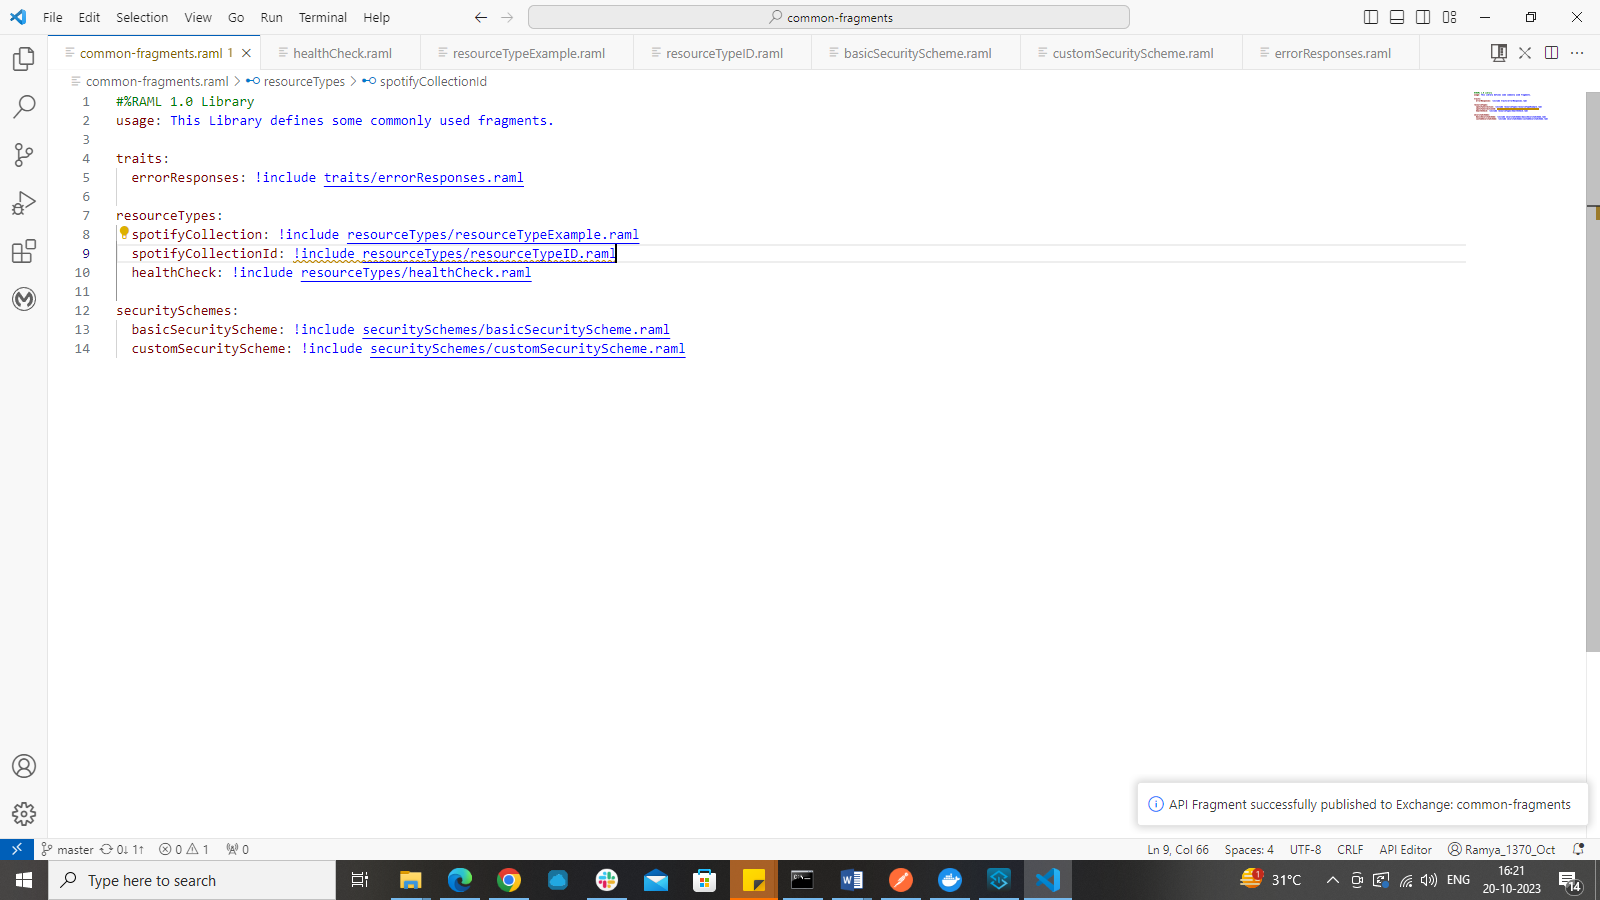 File Edit Selection View Go Run Terminal Help
common-fragments
common-fragments.raml 1
healthCheck.raml
resourceTypeExample.raml
resourceTypeID.raml
basicSecurityScheme.raml
customSecurityScheme.raml
errorResponses.raml
common-fragments.raml > resourceTypes > spotifyCollectionId
1 #%RAML 1.0 Library
2 usage: This Library defines some commonly used fragments.
3
4 traits:
5 errorResponses: !include traits/errorResponses.raml
6
7 resourceTypes:
8 spotifyCollection: !include resourceTypes/resourceTypeExample.raml
9 spotifyCollectionId: !include resourceTypes/resourceTypeID.raml
10 healthCheck: !include resourceTypes/healthCheck.raml
11
12 securitySchemes:
13 basicSecurityScheme: !include securitySchemes/basicSecurityScheme.raml
14 customSecurityScheme: !include securitySchemes/customSecurityScheme.raml
API Fragment successfully published to Exchange: common-fragments
master 0↓ 1↑ 0 1 0
Ln 9, Col 66 Spaces: 4 UTF-8 CRLF API Editor Ramya_1370_Oct
Type here to search
1
31°C
ENG
16:21
20-10-2023
14